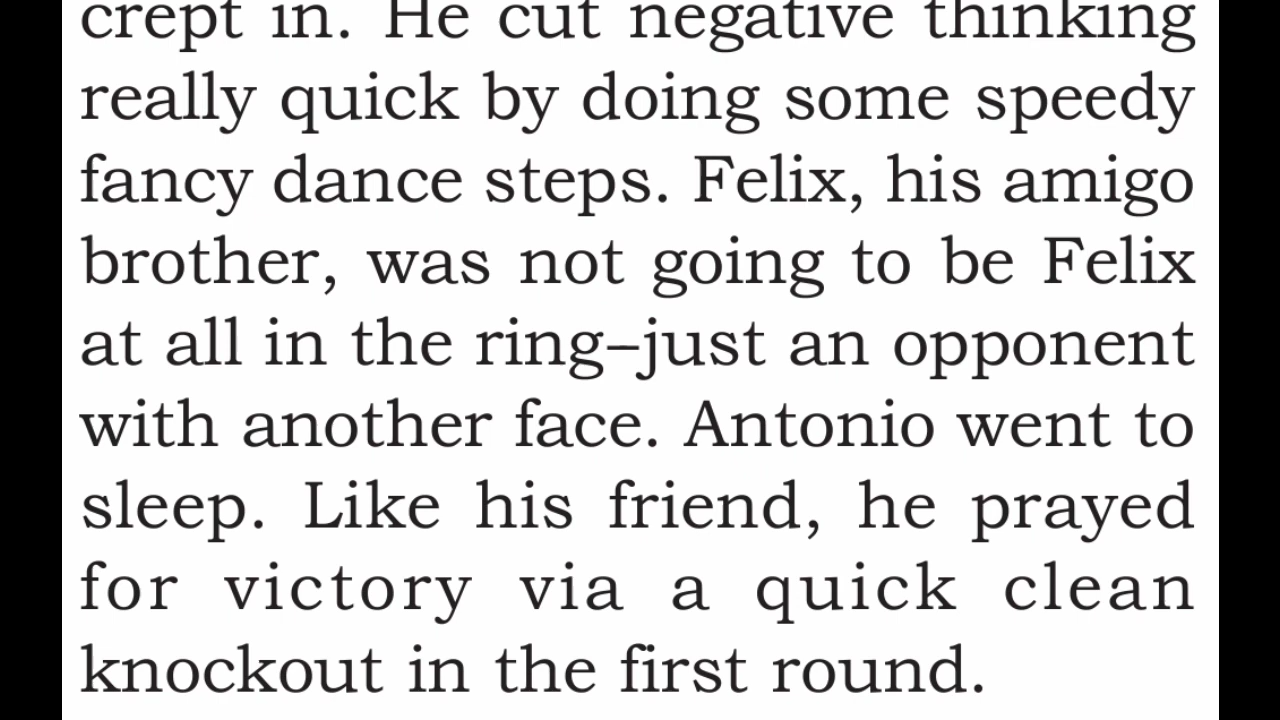 crept in. He cut negative thinking
really quick by doing some speedy
fancy dance steps. Felix, his amigo
brother, was not going to be Felix
at all in the ring–just an opponent
with another face. Antonio went to
sleep. Like his friend, he prayed
for victory via a quick clean
knockout in the first round.